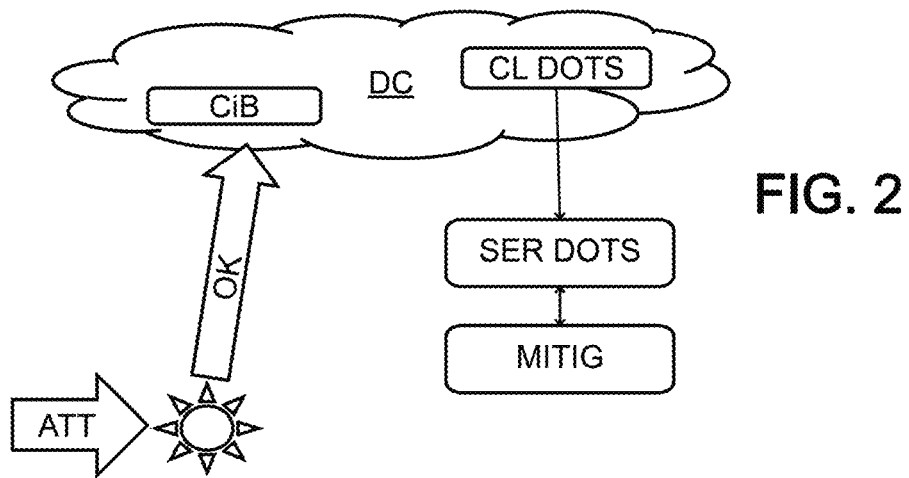 CL DOTS
DC
CiB
FIG. 2
SER DOTS
OK
MITIG
ATT